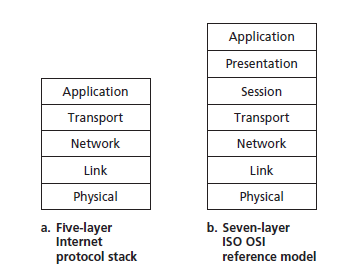 Application
Transport
Network
Link
Physical
a. Five-layer
Internet
protocol stack
Application
Presentation
Session
Transport
Network
Link
Physical
b. Seven-layer
ISO OSI
reference model